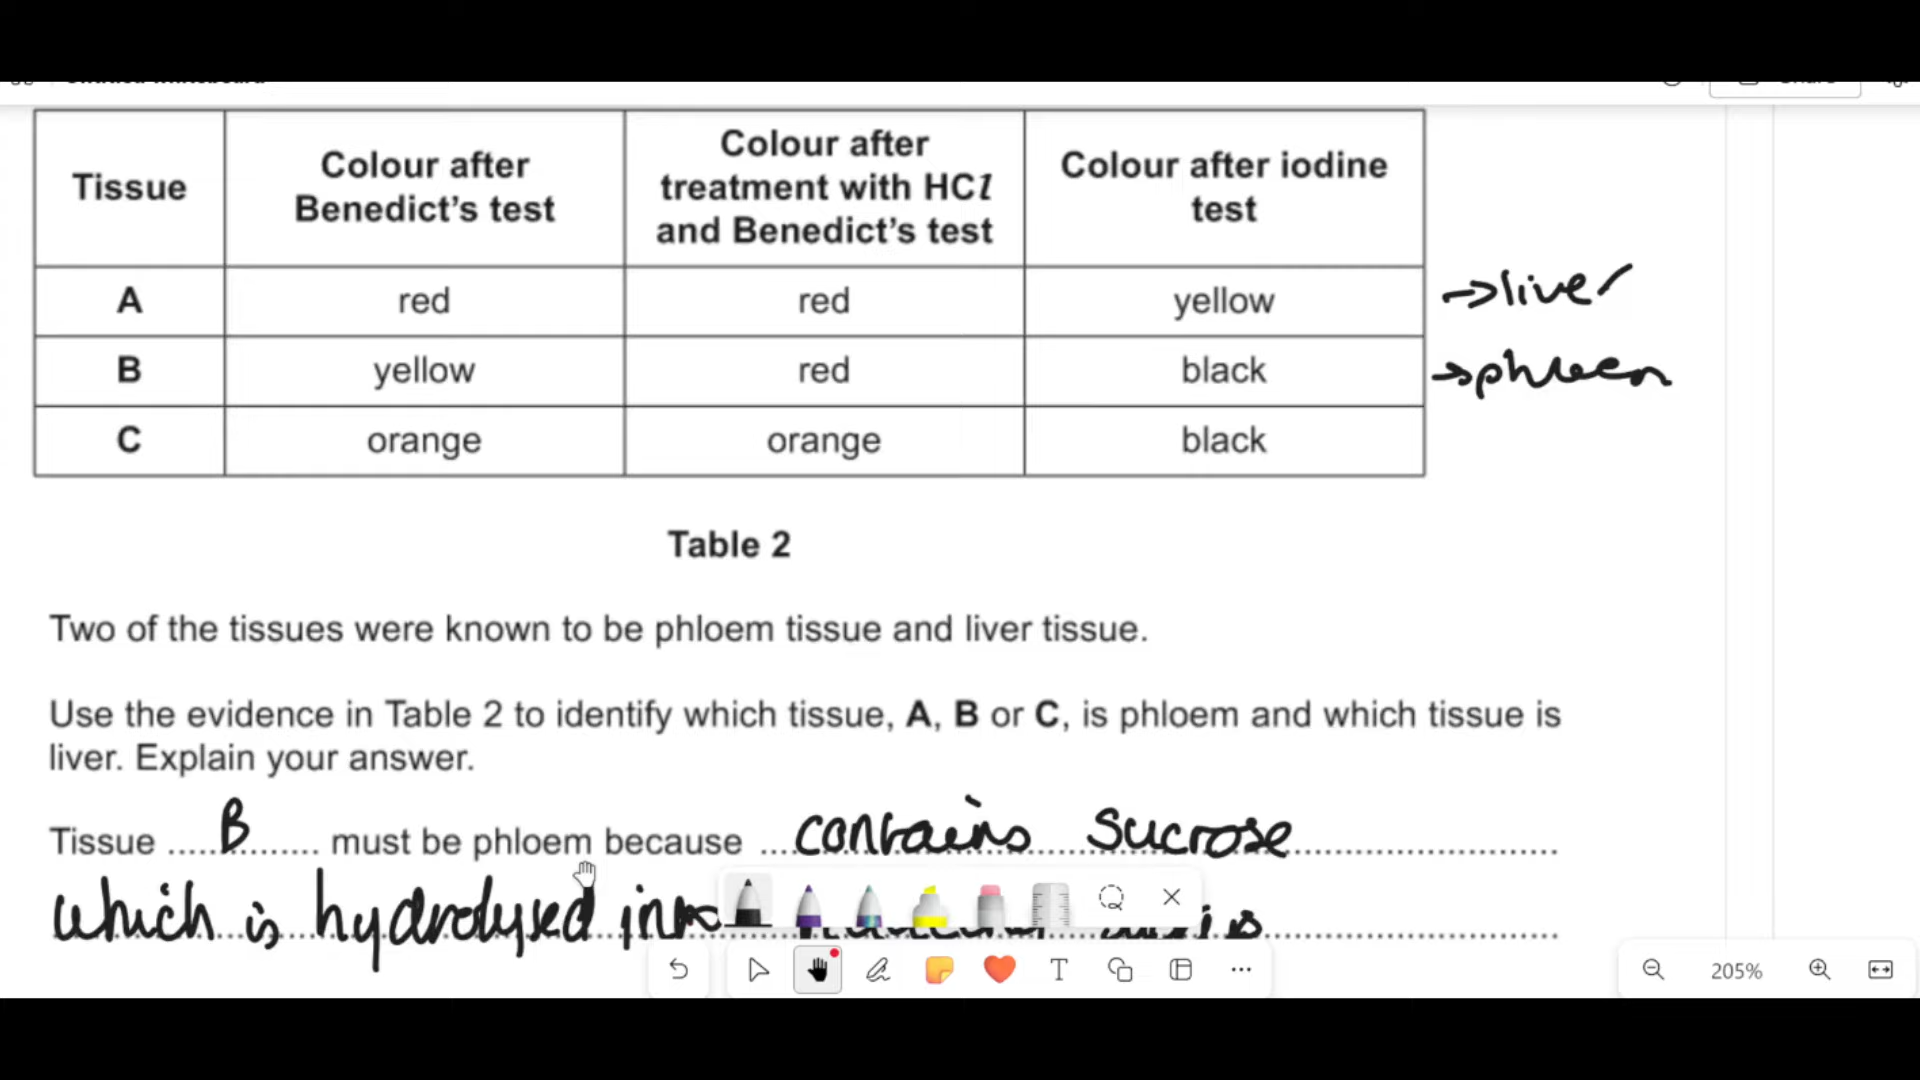 Tissue Colour after Benedict's test Colour after treatment with HCl and Benedict's test Colour after iodine test
A red red yellow →liver
B yellow red black →phloem
C orange orange black
Table 2
Two of the tissues were known to be phloem tissue and liver tissue.
Use the evidence in Table 2 to identify which tissue, A, B or C, is phloem and which tissue is
liver. Explain your answer.
Tissue .....B.......... must be phloem because ...contains sucrose
which is hydrolysed into
205%